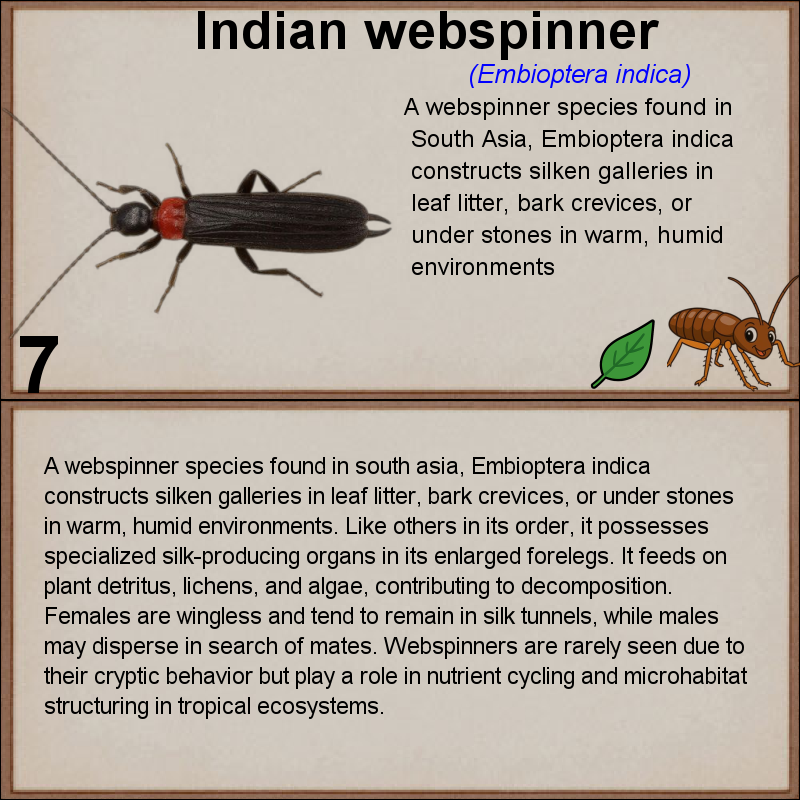 Indian webspinner
(Embioptera indica)
A webspinner species found in
South Asia, Embioptera indica
constructs silken galleries in
leaf litter, bark crevices, or
under stones in warm, humid
environments
7
A webspinner species found in south asia, Embioptera indica
constructs silken galleries in leaf litter, bark crevices, or under stones
in warm, humid environments. Like others in its order, it possesses
specialized silk-producing organs in its enlarged forelegs. It feeds on
plant detritus, lichens, and algae, contributing to decomposition.
Females are wingless and tend to remain in silk tunnels, while males
may disperse in search of mates. Webspinners are rarely seen due to
their cryptic behavior but play a role in nutrient cycling and microhabitat
structuring in tropical ecosystems.